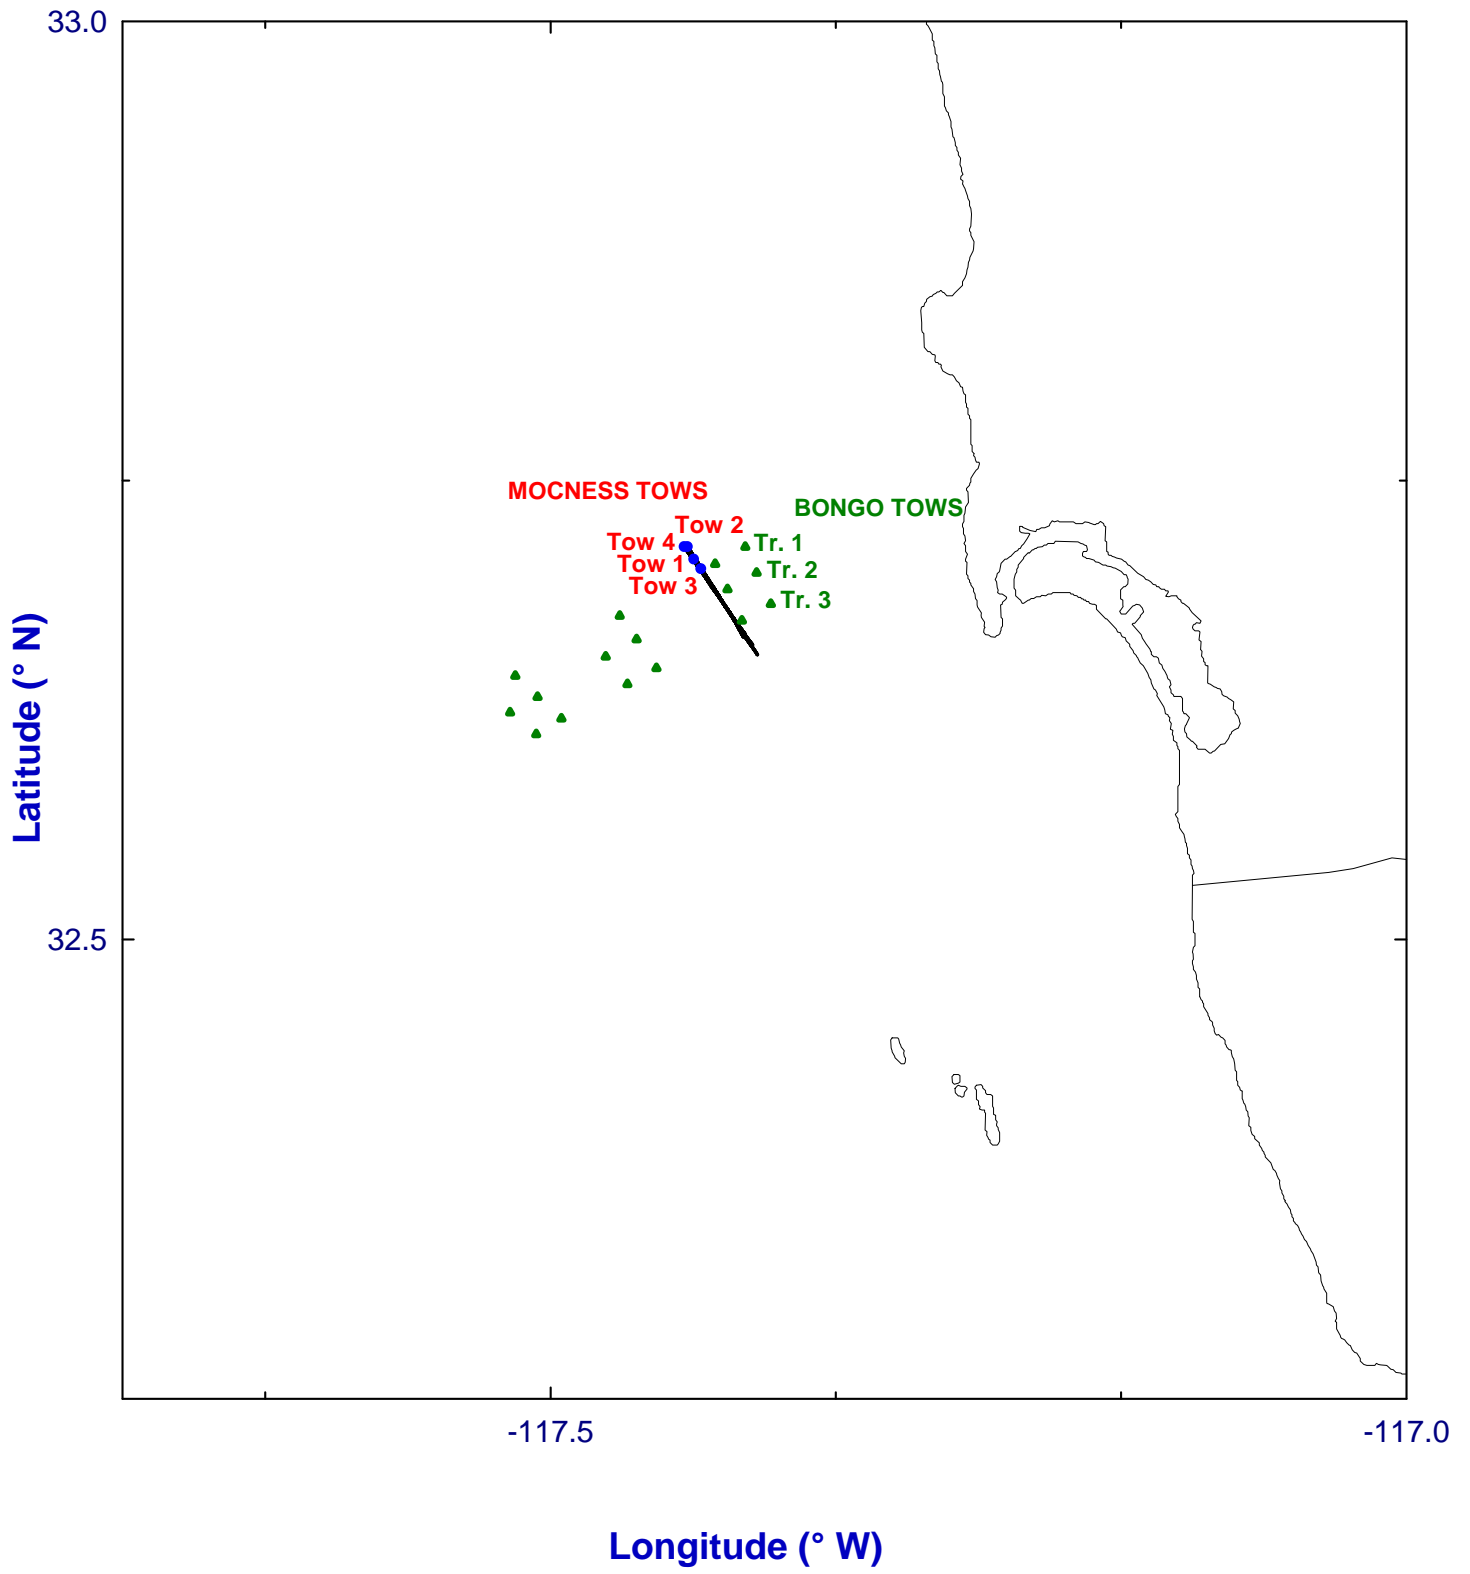 33.0
MOCNESS TOWS
BONGO TOWS
Tow 2
Tow 4
Tr. 1
Tow 1
Tr. 2
Tow 3
Tr. 3
Latitude (° N)
32.5
-117.5
-117.0
Longitude (° W)